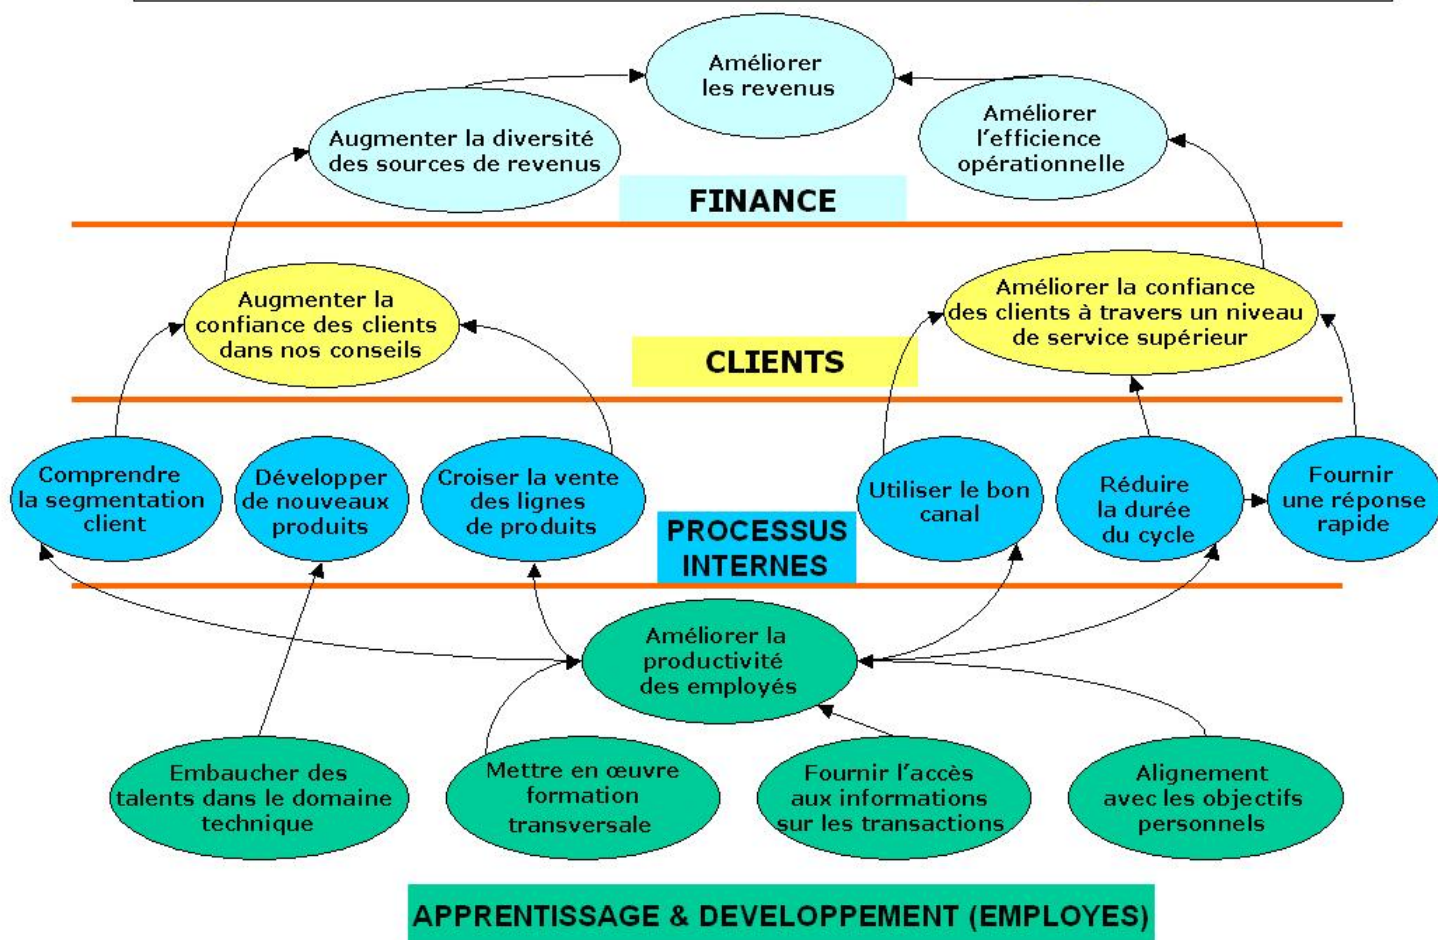 Améliorer
les revenus
Augmenter la diversité
des sources de revenus
Améliorer
l'efficience
opérationnelle
FINANCE
Augmenter la
confiance des clients
dans nos conseils
Améliorer la confiance
des clients à travers un niveau
de service supérieur
CLIENTS
Comprendre
la segmentation
client
Développer
de nouveaux
produits
Croiser la vente
des lignes
de produits
Utiliser le bon
canal
Réduire
la durée
du cycle
Fournir
une réponse
rapide
PROCESSUS
INTERNES
Améliorer la
productivité
des employés
Embaucher des
talents dans le domaine
technique
Mettre en œuvre
formation
transversale
Fournir l'accès
aux informations
sur les transactions
Alignement
avec les objectifs
personnels
APPRENTISSAGE & DEVELOPPEMENT (EMPLOYES)